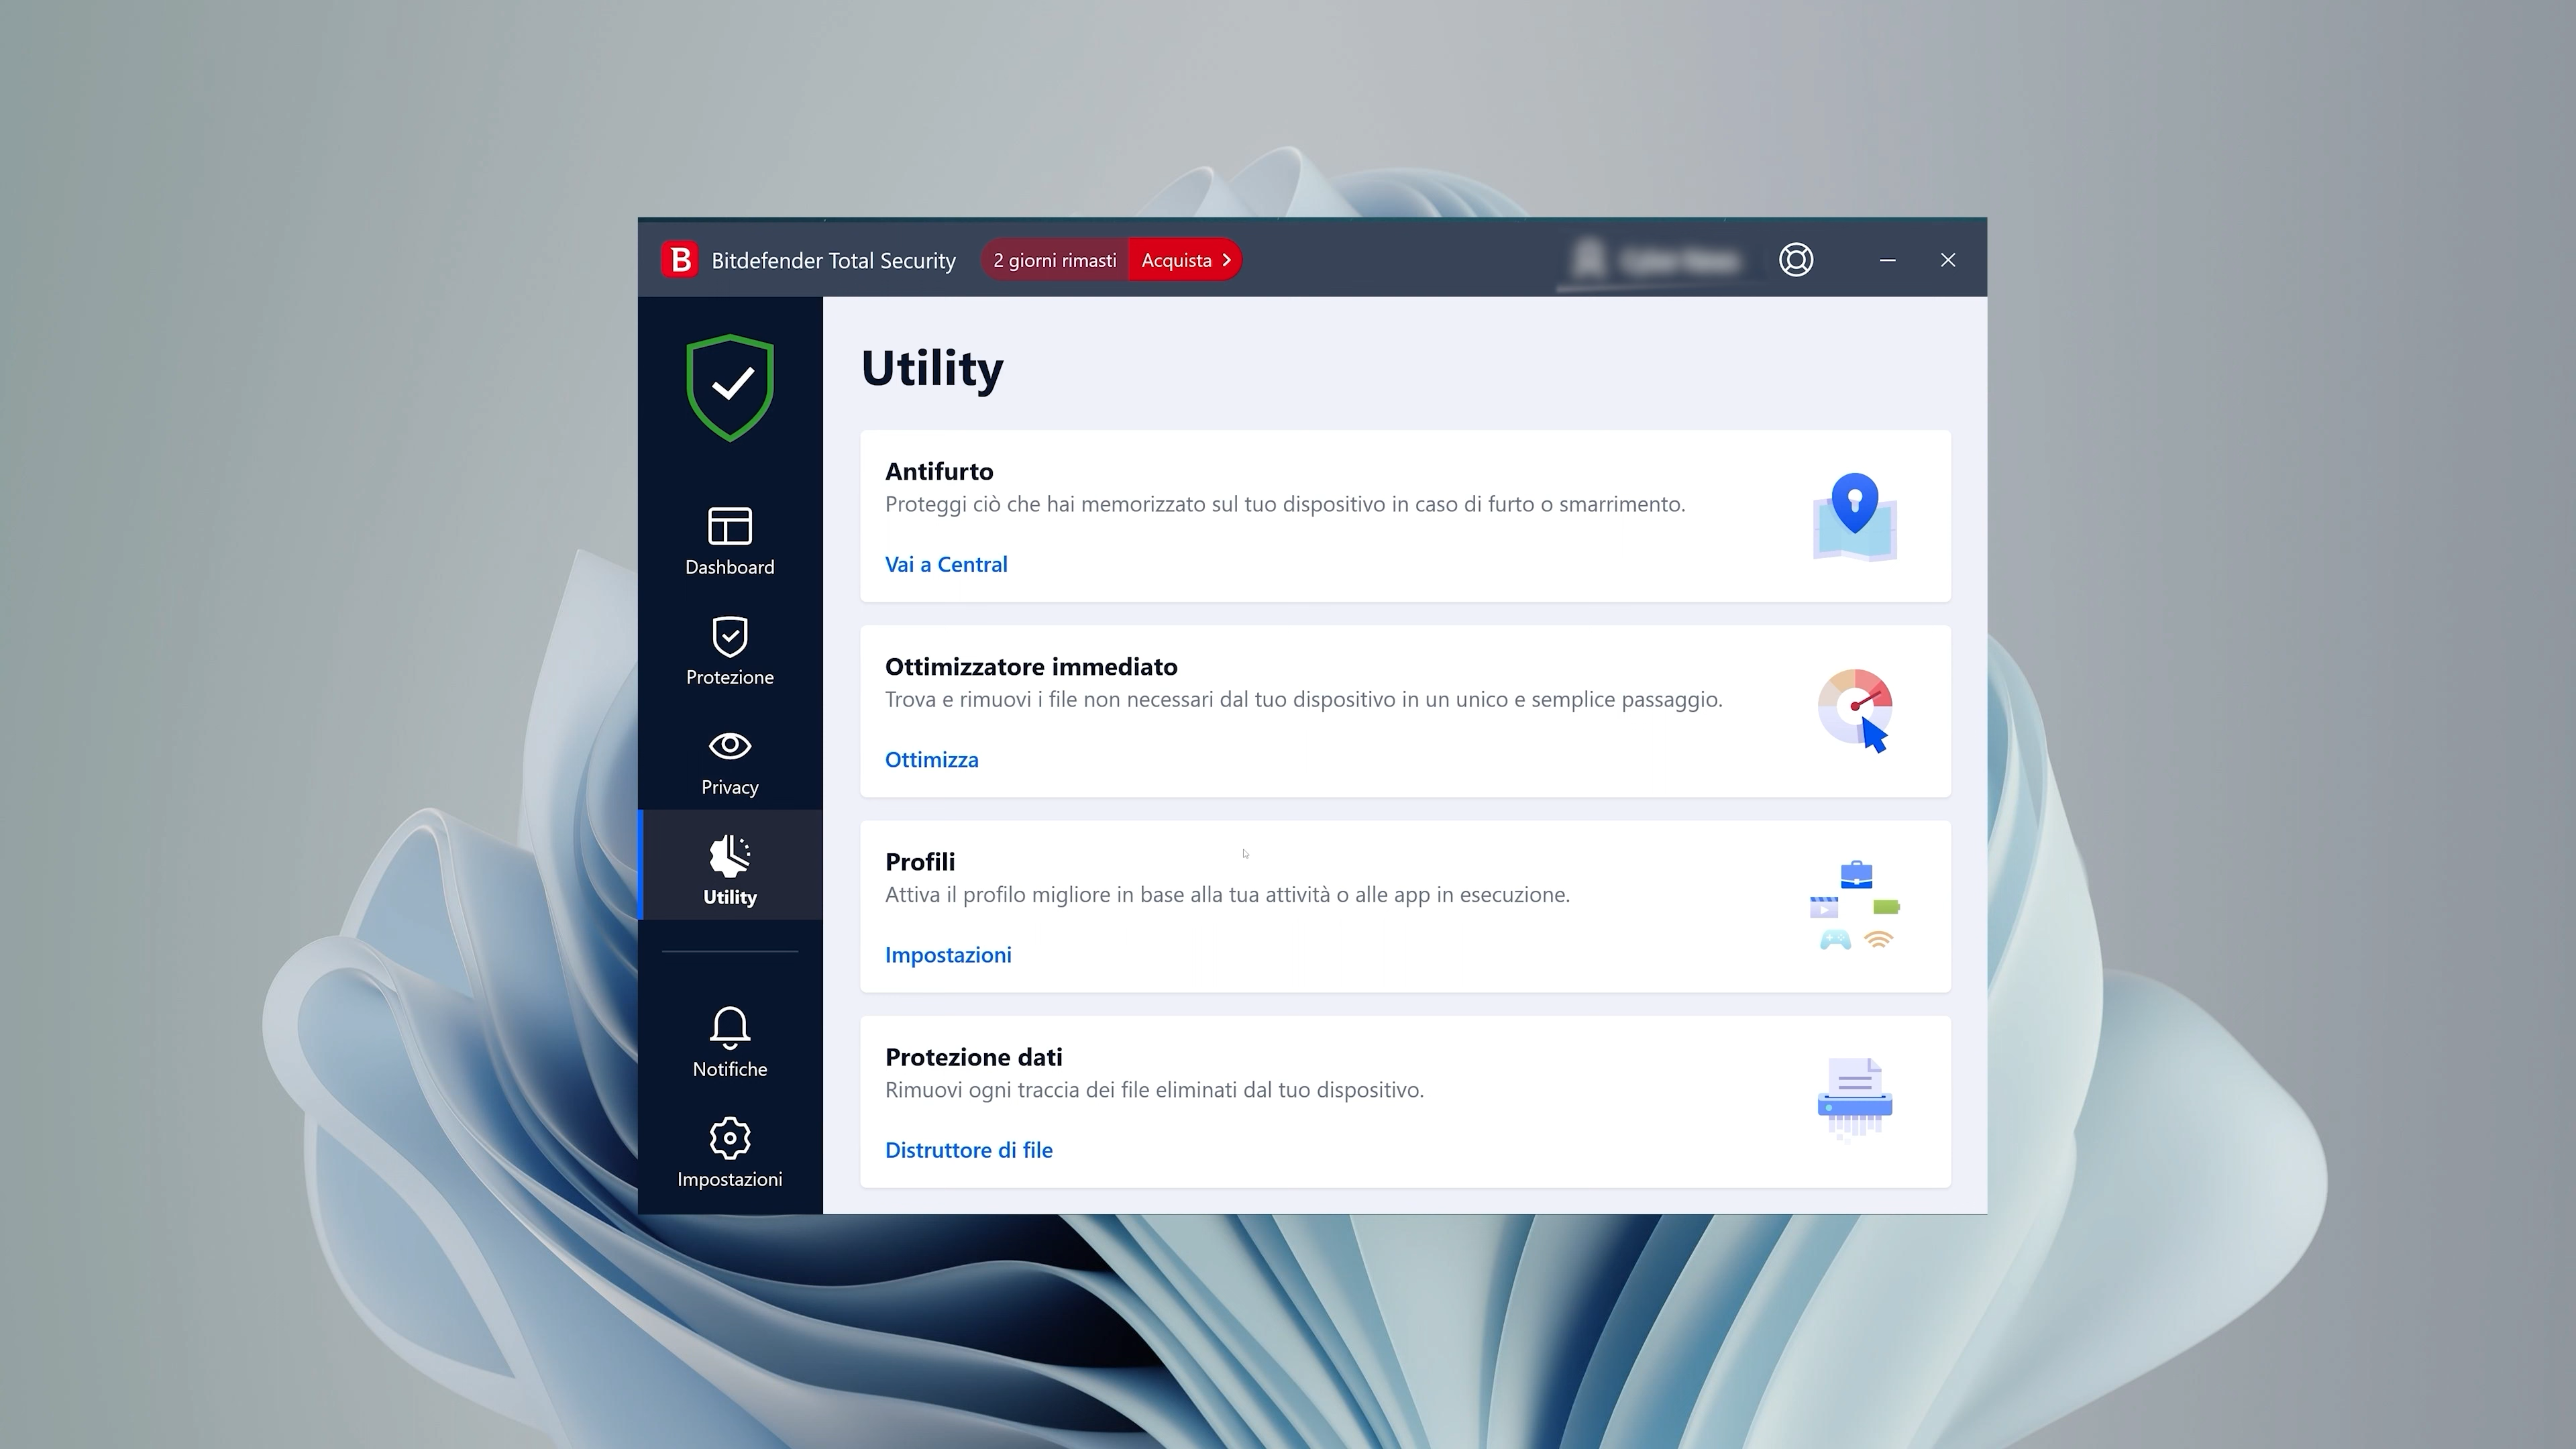 B Bitdefender Total Security 2 giorni rimasti Acquista
Utility
Antifurto
Proteggi ciò che hai memorizzato sul tuo dispositivo in caso di furto o smarrimento.
Vai a Central
Ottimizzatore immediato
Trova e rimuovi i file non necessari dal tuo dispositivo in un unico e semplice passaggio.
Ottimizza
Profili
Attiva il profilo migliore in base alla tua attività o alle app in esecuzione.
Impostazioni
Protezione dati
Rimuovi ogni traccia dei file eliminati dal tuo dispositivo.
Distruttore di file
Dashboard
Protezione
Privacy
Utility
Notifiche
Impostazioni